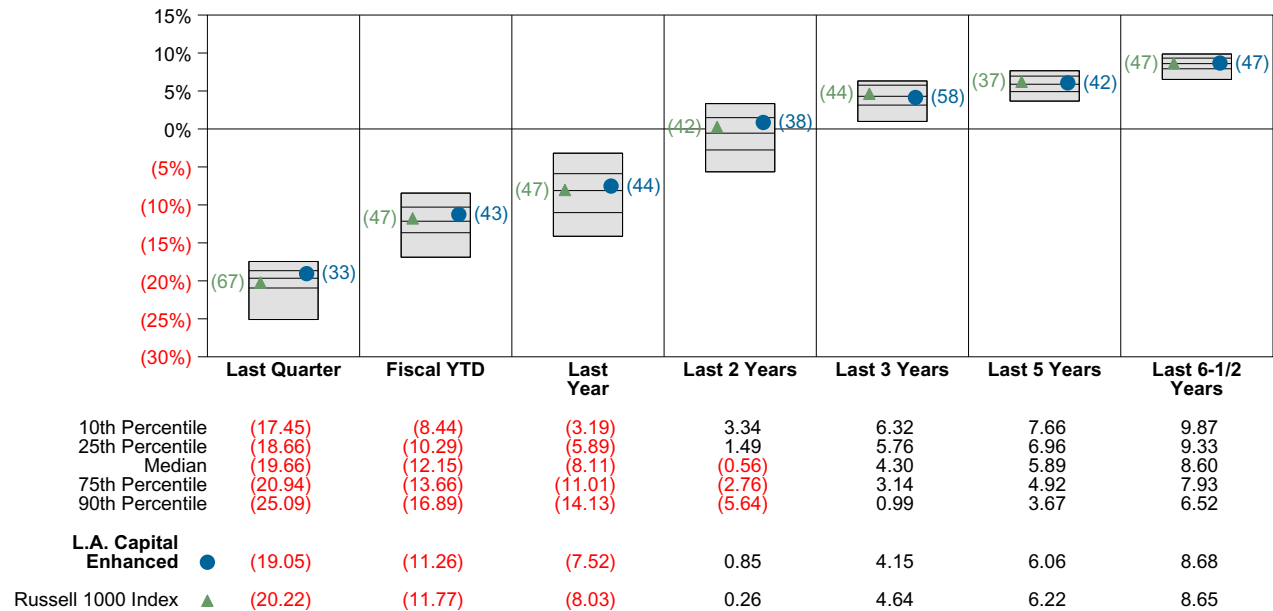 15%
10%
5%
0%
(5%)
(10%)
(15%)
(20%)
(25%)
(30%)
(67) (33)
(47) (43)
(47) (44)
(42) (38)
(44) (58)
(37) (42)
(47) (47)
Last Quarter Fiscal YTD Last Year Last 2 Years Last 3 Years Last 5 Years Last 6-1/2 Years
10th Percentile (17.45) (8.44) (3.19) 3.34 6.32 7.66 9.87
25th Percentile (18.66) (10.29) (5.89) 1.49 5.76 6.96 9.33
Median (19.66) (12.15) (8.11) (0.56) 4.30 5.89 8.60
75th Percentile (20.94) (13.66) (11.01) (2.76) 3.14 4.92 7.93
90th Percentile (25.09) (16.89) (14.13) (5.64) 0.99 3.67 6.52
L.A. Capital
Enhanced (19.05) (11.26) (7.52) 0.85 4.15 6.06 8.68
Russell 1000 Index (20.22) (11.77) (8.03) 0.26 4.64 6.22 8.65